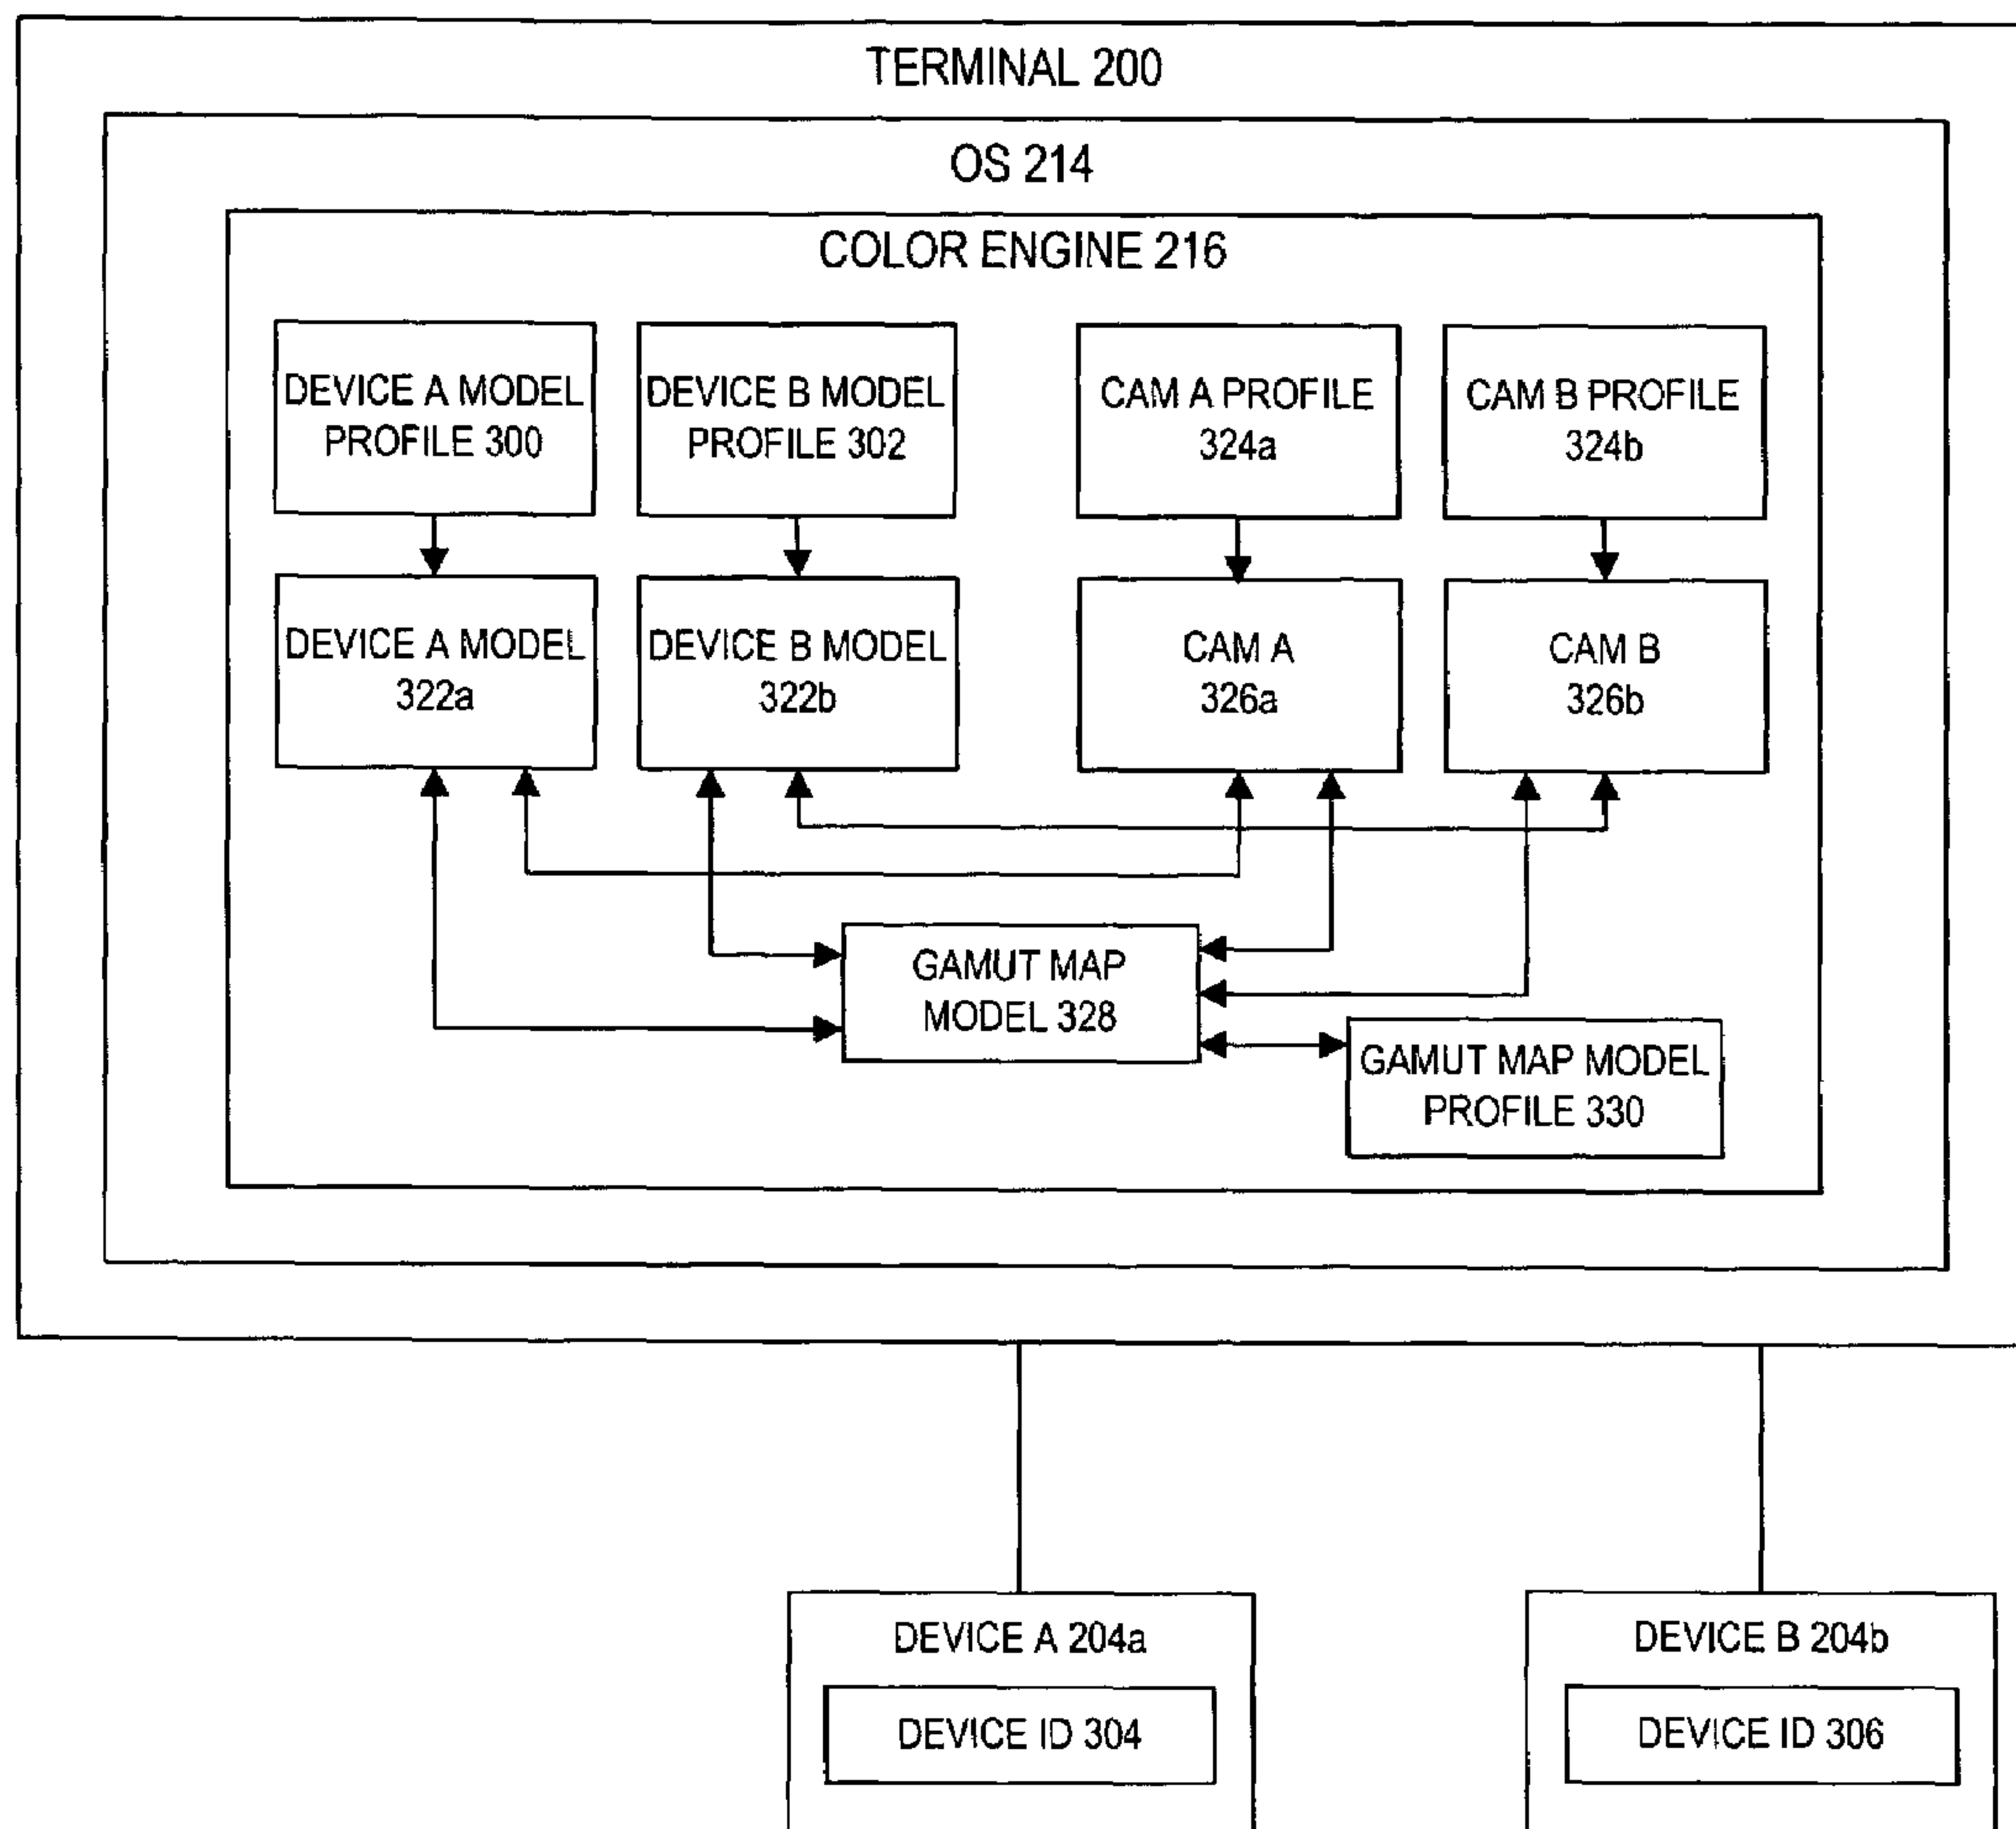 TERMINAL 200
OS 214
COLOR ENGINE 216
DEVICE A MODEL
PROFILE 300
DEVICE B MODEL
PROFILE 302
CAM A PROFILE
324a
CAM B PROFILE
324b
DEVICE A MODEL
322a
DEVICE B MODEL
322b
CAM A
326a
CAM B
326b
GAMUT MAP
MODEL 328
GAMUT MAP MODEL
PROFILE 330
DEVICE A 204a
DEVICE ID 304
DEVICE B 204b
DEVICE ID 306